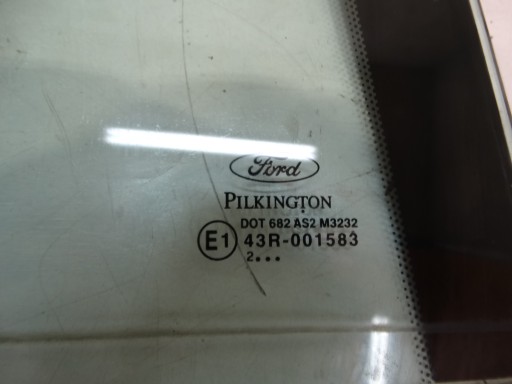 Ford
PILKINGTON
DOT 682 AS2 M3232
E1 43R-001583
2...